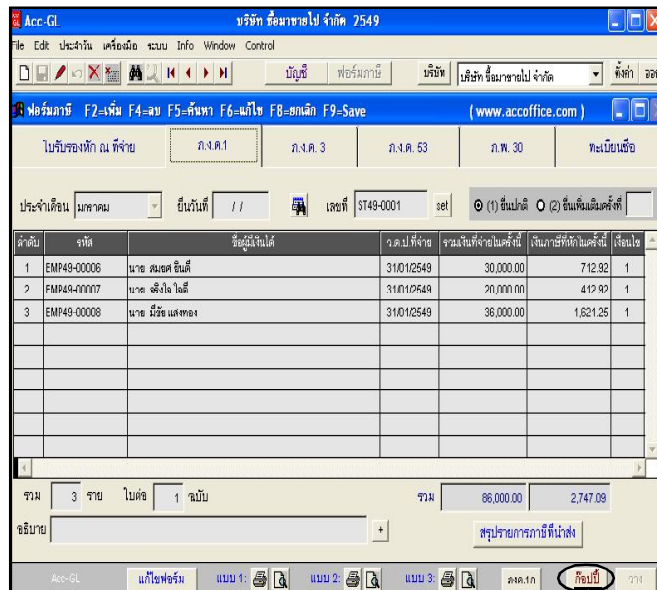 Acc-GL บริษัท ซื้อมาขายไป จำกัด 2549
File Edit ประจำวัน เครื่องมือ ระบบ Info Window Control
บัญชี ฟอร์มภาษี บริษัท บริษัท ซื้อมาขายไป จำกัด ตั้งค่า ออก
ฟอร์มภาษี F2=เพิ่ม F4=ลบ F5=ค้นหา F6=แก้ไข F8=ยกเลิก F9=Save (www.accoffice.com)
ใบรับรองหัก ณ ที่จ่าย ภ.ง.ด.1 ภ.ง.ด. 3 ภ.ง.ด. 53 ภ.พ. 30 ทะเบียนชื่อ
ประจำเดือน มกราคม ยื่นวันที่ / / เลขที่ ST49-0001 set (1) ยื่นปกติ (2) ยื่นเพิ่มเติมครั้งที่
ลำดับ รหัส ชื่อผู้มีเงินได้ ว.ด.ป.ที่จ่าย รวมเงินที่จ่ายในครั้งนี้ เงินภาษีที่หักในครั้งนี้ เงื่อนไข
1 EMP49-00006 นาย สมยศ ยินดี 31/01/2549 30,000.00 712.92 1
2 EMP49-00007 นาย จริงใจ ใจดี 31/01/2549 20,000.00 412.92 1
3 EMP49-00008 นาย มีชัย แสงทอง 31/01/2549 36,000.00 1,621.25 1
รวม 3 ราย ใบต่อ 1 ฉบับ รวม 86,000.00 2,747.09
อธิบาย + สรุปรายการภาษีที่นำส่ง
Acc-GL แก้ไขฟอร์ม แบบ 1: แบบ 2: แบบ 3: ภงด.1ก ก๊อปปี้ วาง